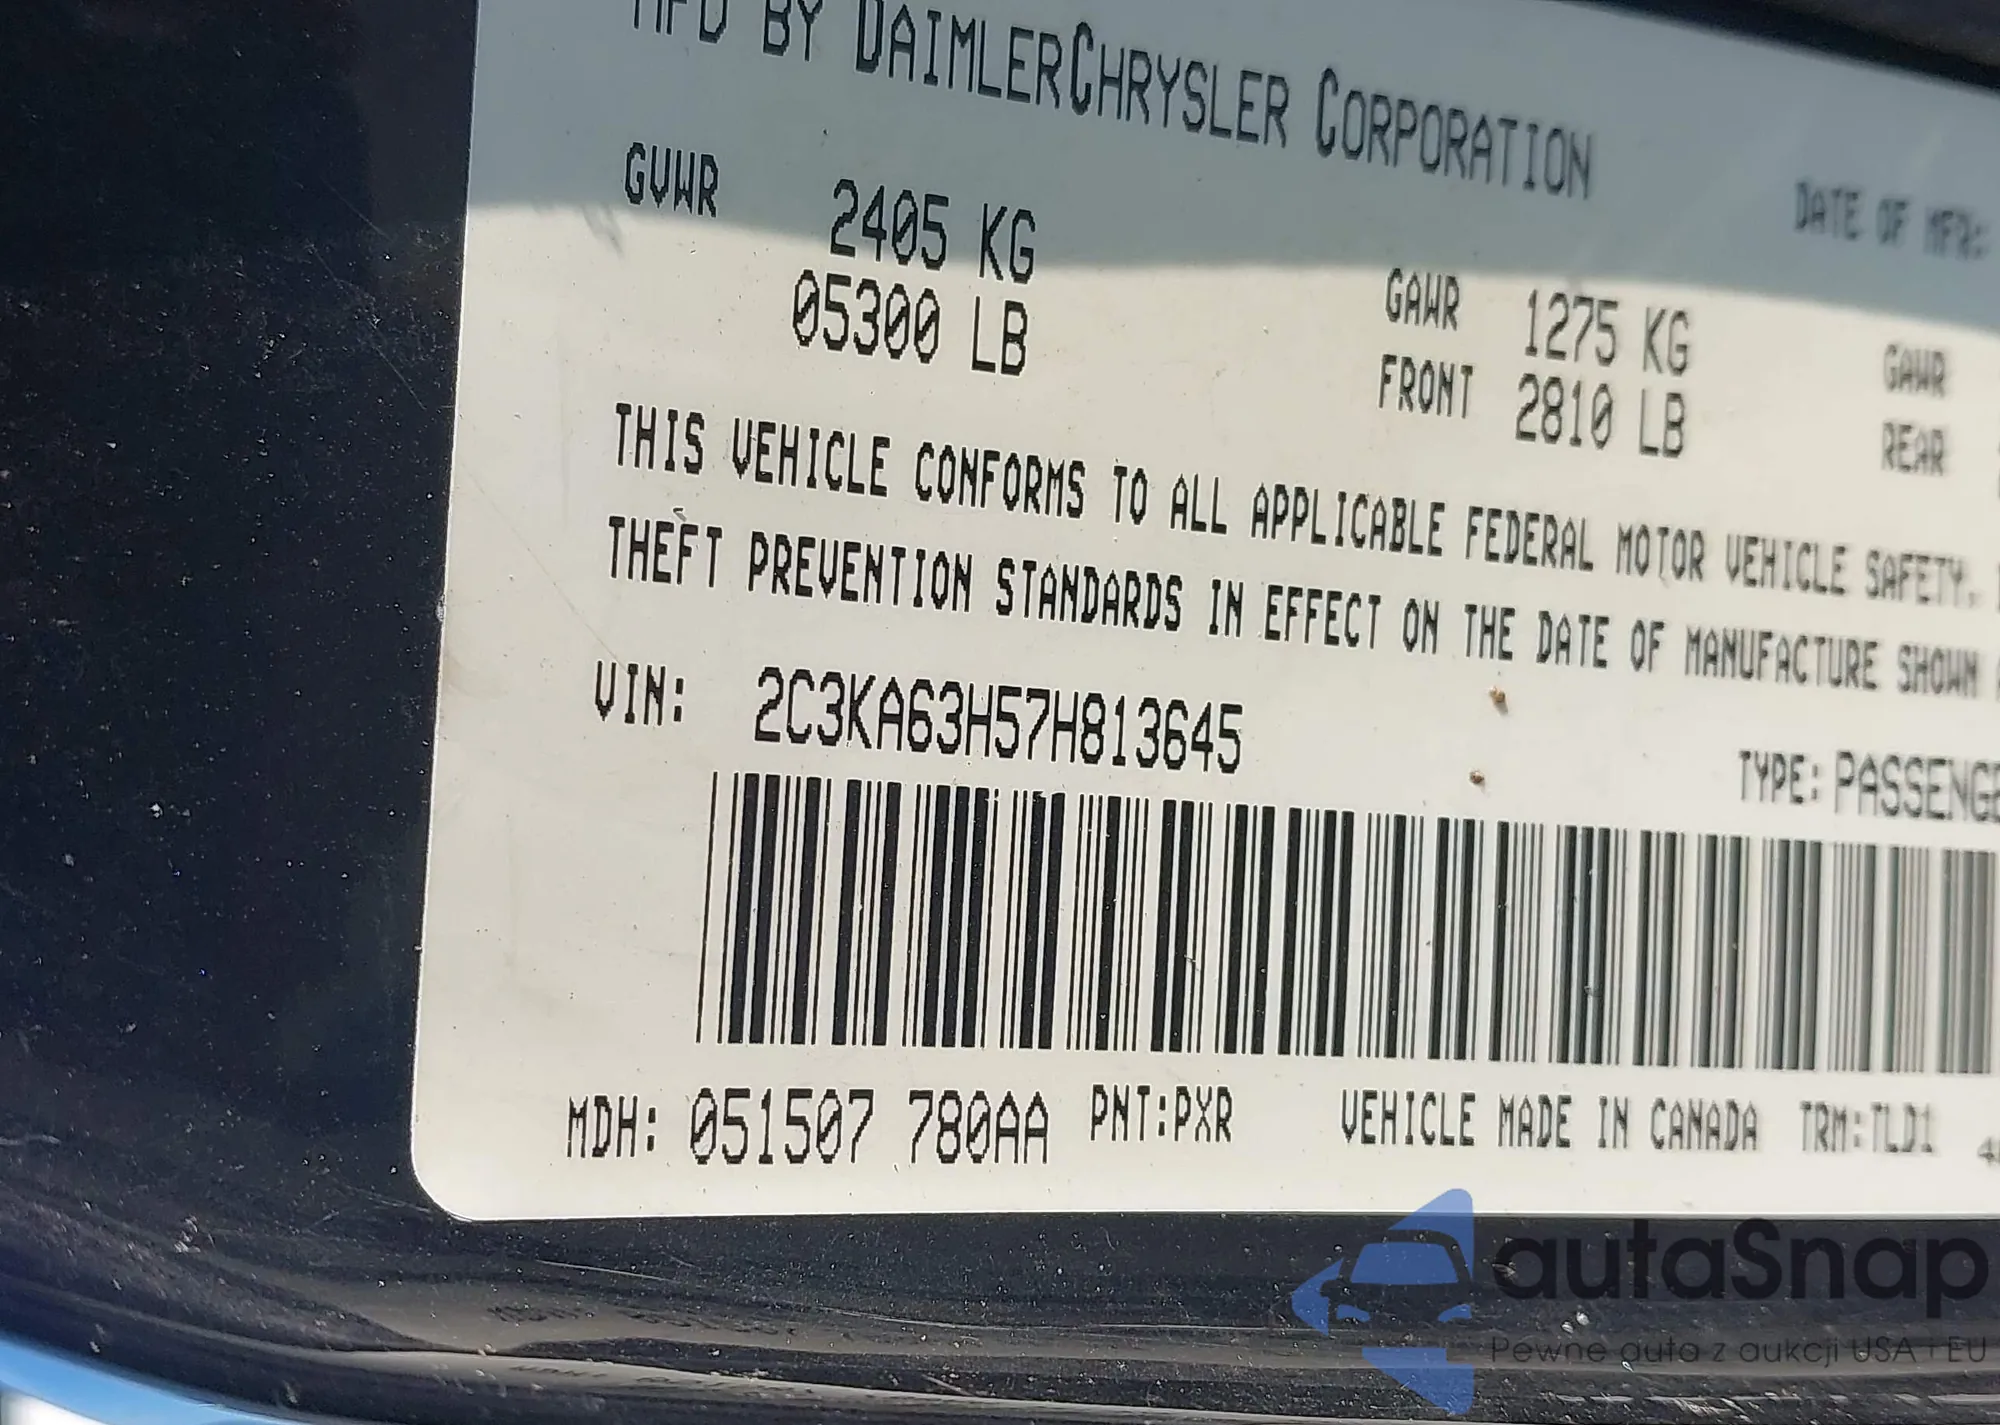 MFD BY DAIMLERCHRYSLER CORPORATION
DATE OF MFR:
GVWR 2405 KG
05300 LB
GAWR 1275 KG
FRONT 2810 LB
GAWR
REAR
THIS VEHICLE CONFORMS TO ALL APPLICABLE FEDERAL MOTOR VEHICLE SAFETY,
THEFT PREVENTION STANDARDS IN EFFECT ON THE DATE OF MANUFACTURE SHOWN
VIN: 2C3KA63H57H813645
TYPE: PASSENGE
MDH: 051507 780AA PNT:PXR VEHICLE MADE IN CANADA TRM:TLD1
autaSnap
Pewne auta z aukcji USA i EU